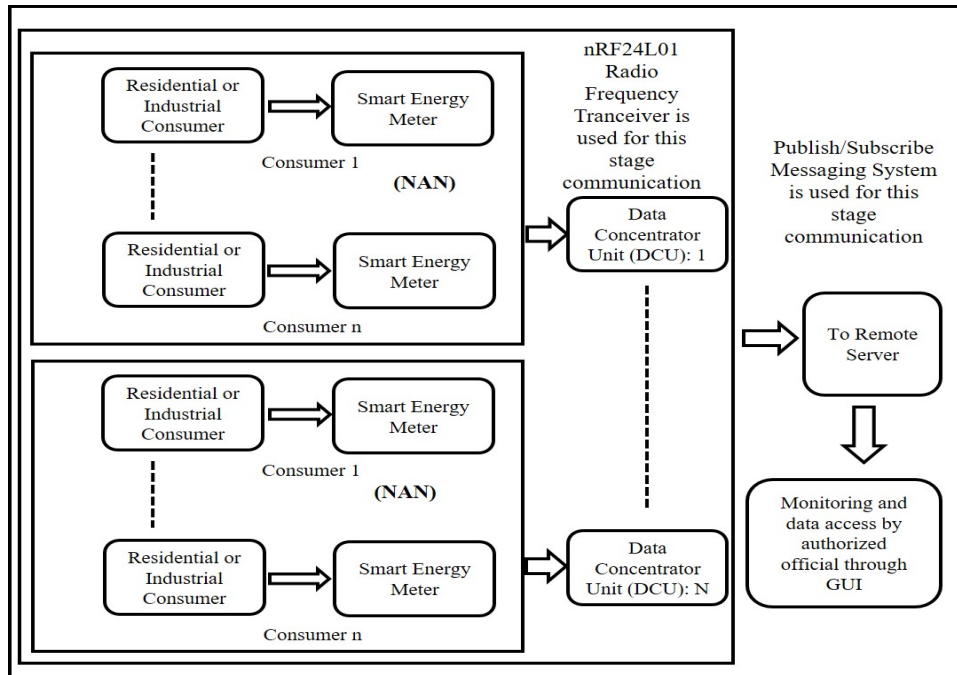 Residential or
Industrial
Consumer
Smart Energy
Meter
Consumer 1
(NAN)
Residential or
Industrial
Consumer
Smart Energy
Meter
Consumer n
nRF24L01
Radio
Frequency
Tranceiver is
used for this
stage
communication
Data
Concentrator
Unit (DCU): 1
Residential or
Industrial
Consumer
Smart Energy
Meter
Consumer 1
(NAN)
Residential or
Industrial
Consumer
Smart Energy
Meter
Consumer n
Data
Concentrator
Unit (DCU): N
Publish/Subscribe
Messaging System
is used for this
stage
communication
To Remote
Server
Monitoring and
data access by
authorized
official through
GUI